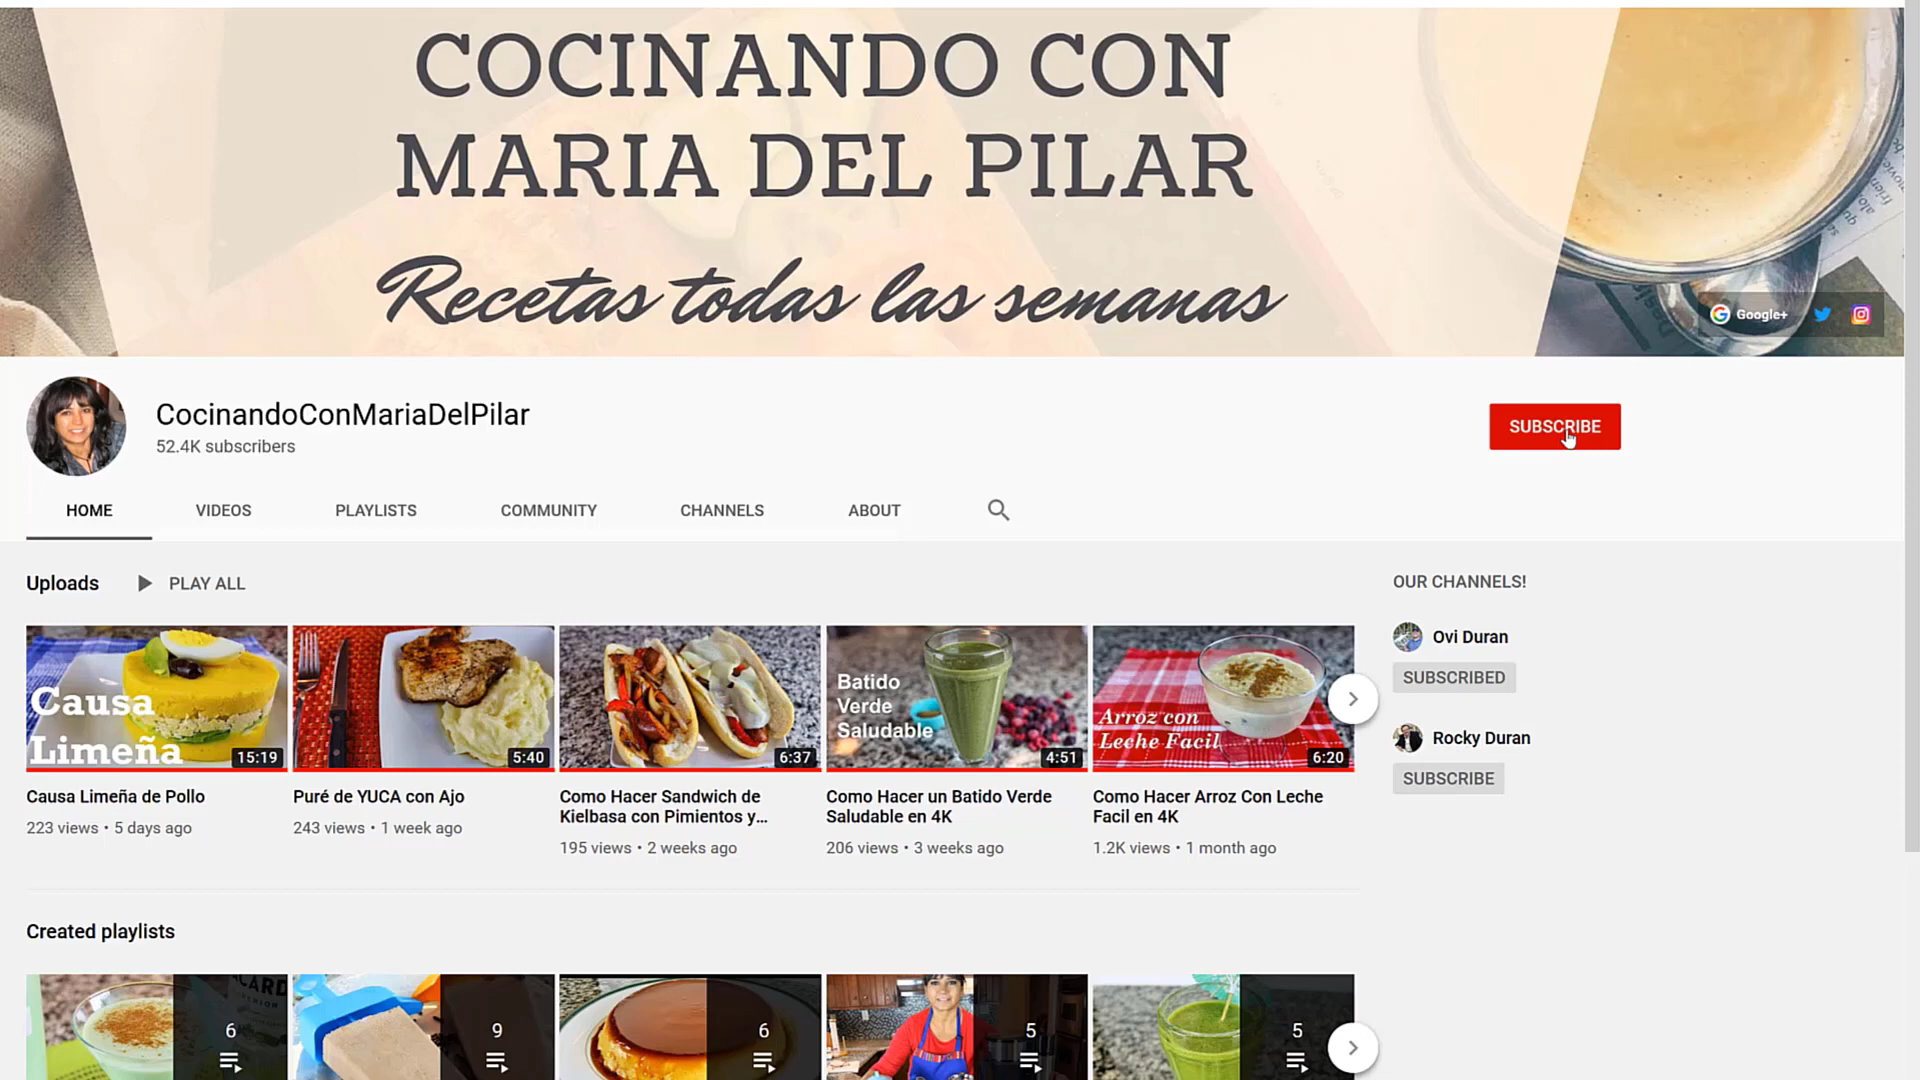 COCINANDO CON
MARIA DEL PILAR
Recetas todas las semanas
Google+
CocinandoConMariaDelPilar
52.4K subscribers
SUBSCRIBE
HOME
VIDEOS
PLAYLISTS
COMMUNITY
CHANNELS
ABOUT
Uploads
PLAY ALL
Causa
Limeña
15:19
5:40
6:37
Batido
Verde
Saludable
4:51
Arroz con
Leche Facil
6:20
Causa Limeña de Pollo
223 views • 5 days ago
Puré de YUCA con Ajo
243 views • 1 week ago
Como Hacer Sandwich de
Kielbasa con Pimientos y...
195 views • 2 weeks ago
Como Hacer un Batido Verde
Saludable en 4K
206 views • 3 weeks ago
Como Hacer Arroz Con Leche
Facil en 4K
1.2K views • 1 month ago
OUR CHANNELS!
Ovi Duran
SUBSCRIBED
Rocky Duran
SUBSCRIBE
Created playlists
6
9
6
5
5